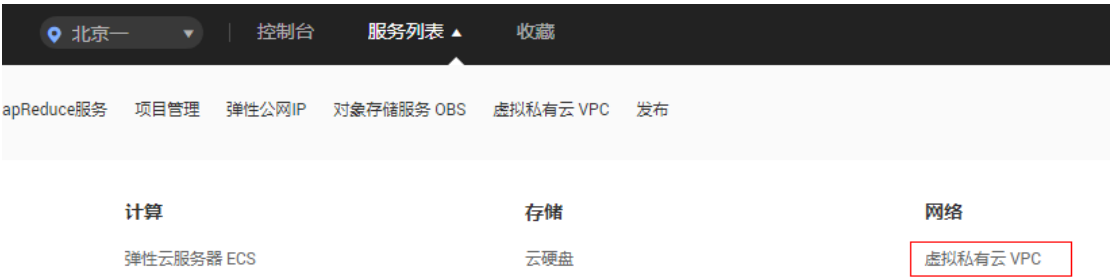 北京一 控制台 服务列表 收藏
apReduce服务 项目管理 弹性公网IP 对象存储服务 OBS 虚拟私有云 VPC 发布
计算 存储 网络
弹性云服务器 ECS 云硬盘 虚拟私有云 VPC